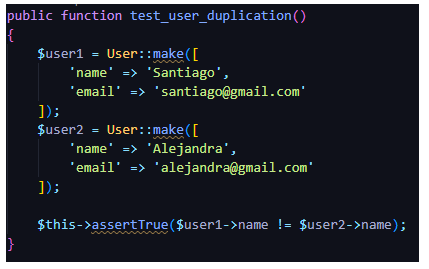 public function test_user_duplication()
{
    $user1 = User::make([
        'name' => 'Santiago',
        'email' => 'santiago@gmail.com'
    ]);
    $user2 = User::make([
        'name' => 'Alejandra',
        'email' => 'alejandra@gmail.com'
    ]);

    $this->assertTrue($user1->name != $user2->name);
}